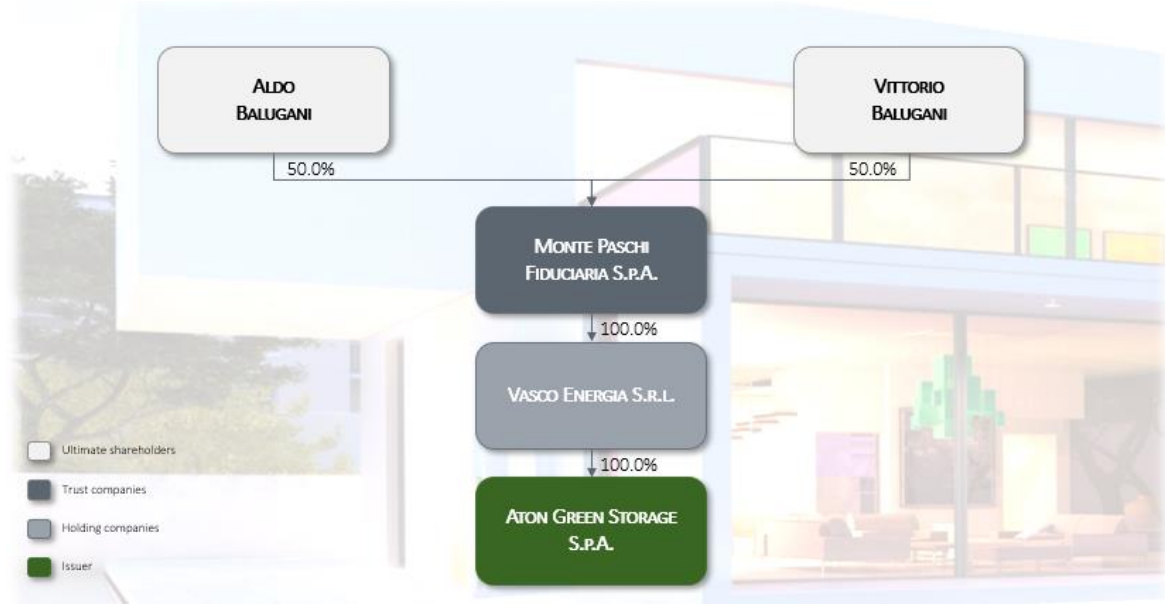 ALDO
BALUGANI
VITTORIO
BALUGANI
50.0%
50.0%
MONTE PASCHI
FIDUCIARIA S.P.A.
100.0%
VASCO ENERGIA S.R.L.
100.0%
ATON GREEN STORAGE
S.P.A.
Ultimate shareholders
Trust companies
Holding companies
Issuer